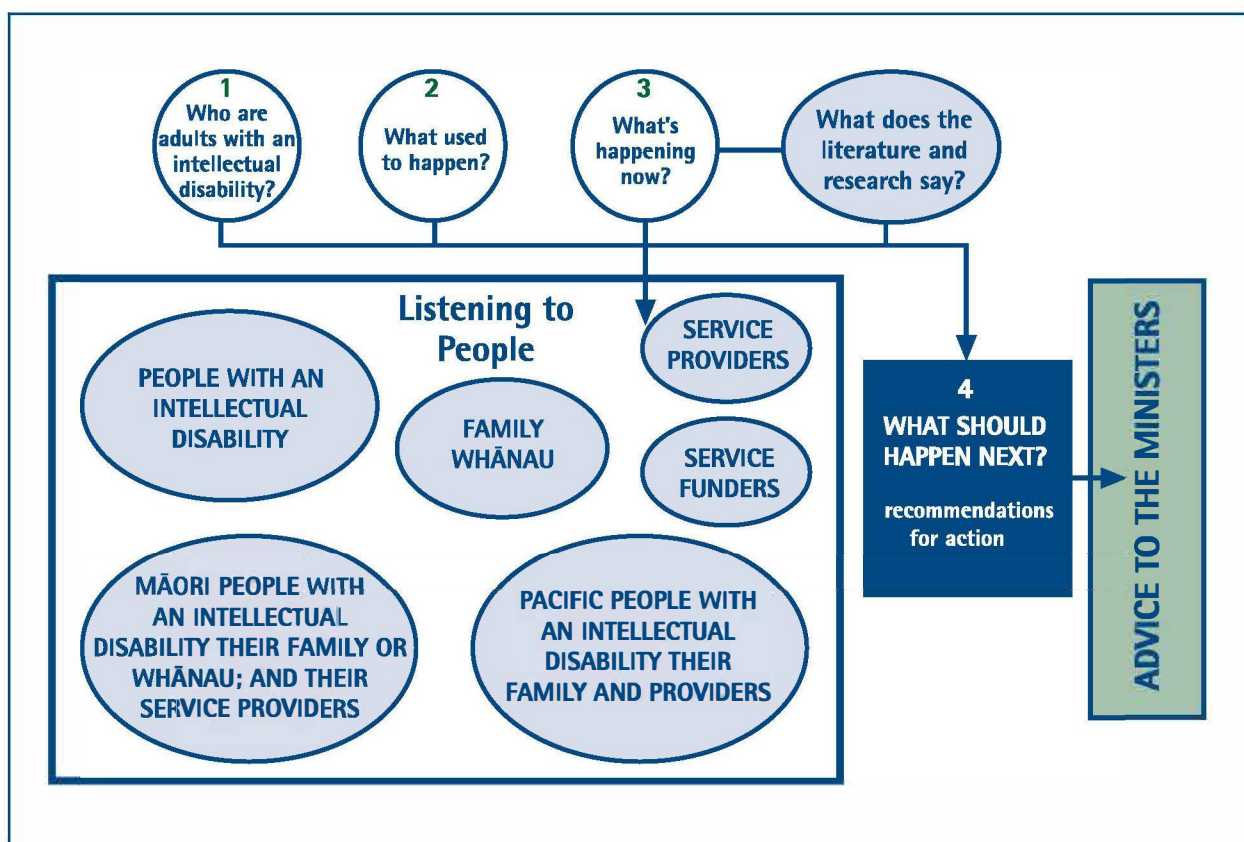 1
Who are
adults with an
intellectual
disability?
2
What used
to happen?
3
What's
happening
now?
What does the
literature and
research say?
Listening to
People
PEOPLE WITH AN
INTELLECTUAL
DISABILITY
FAMILY
WHĀNAU
SERVICE
PROVIDERS
SERVICE
FUNDERS
MĀORI PEOPLE WITH
AN INTELLECTUAL
DISABILITY THEIR FAMILY OR
WHĀNAU; AND THEIR
SERVICE PROVIDERS
PACIFIC PEOPLE WITH
AN INTELLECTUAL
DISABILITY THEIR
FAMILY AND PROVIDERS
4
WHAT SHOULD
HAPPEN NEXT?
recommendations
for action
ADVICE TO THE MINISTERS